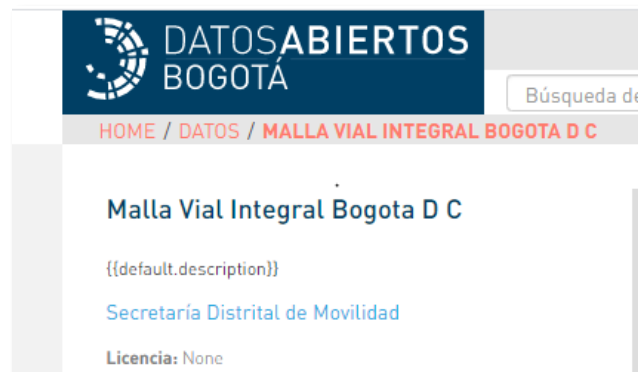 DATOSABIERTOS
BOGOTÁ
Búsqueda de
HOME / DATOS / MALLA VIAL INTEGRAL BOGOTA D C
Malla Vial Integral Bogota D C
{{default.description}}
Secretaría Distrital de Movilidad
Licencia: None